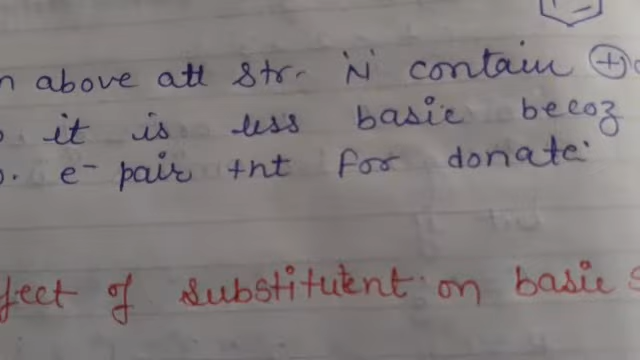 n above all str. N contain ⊕
it is less basic becoz
e- pair +nt for donate.
fect of substituent on basic s